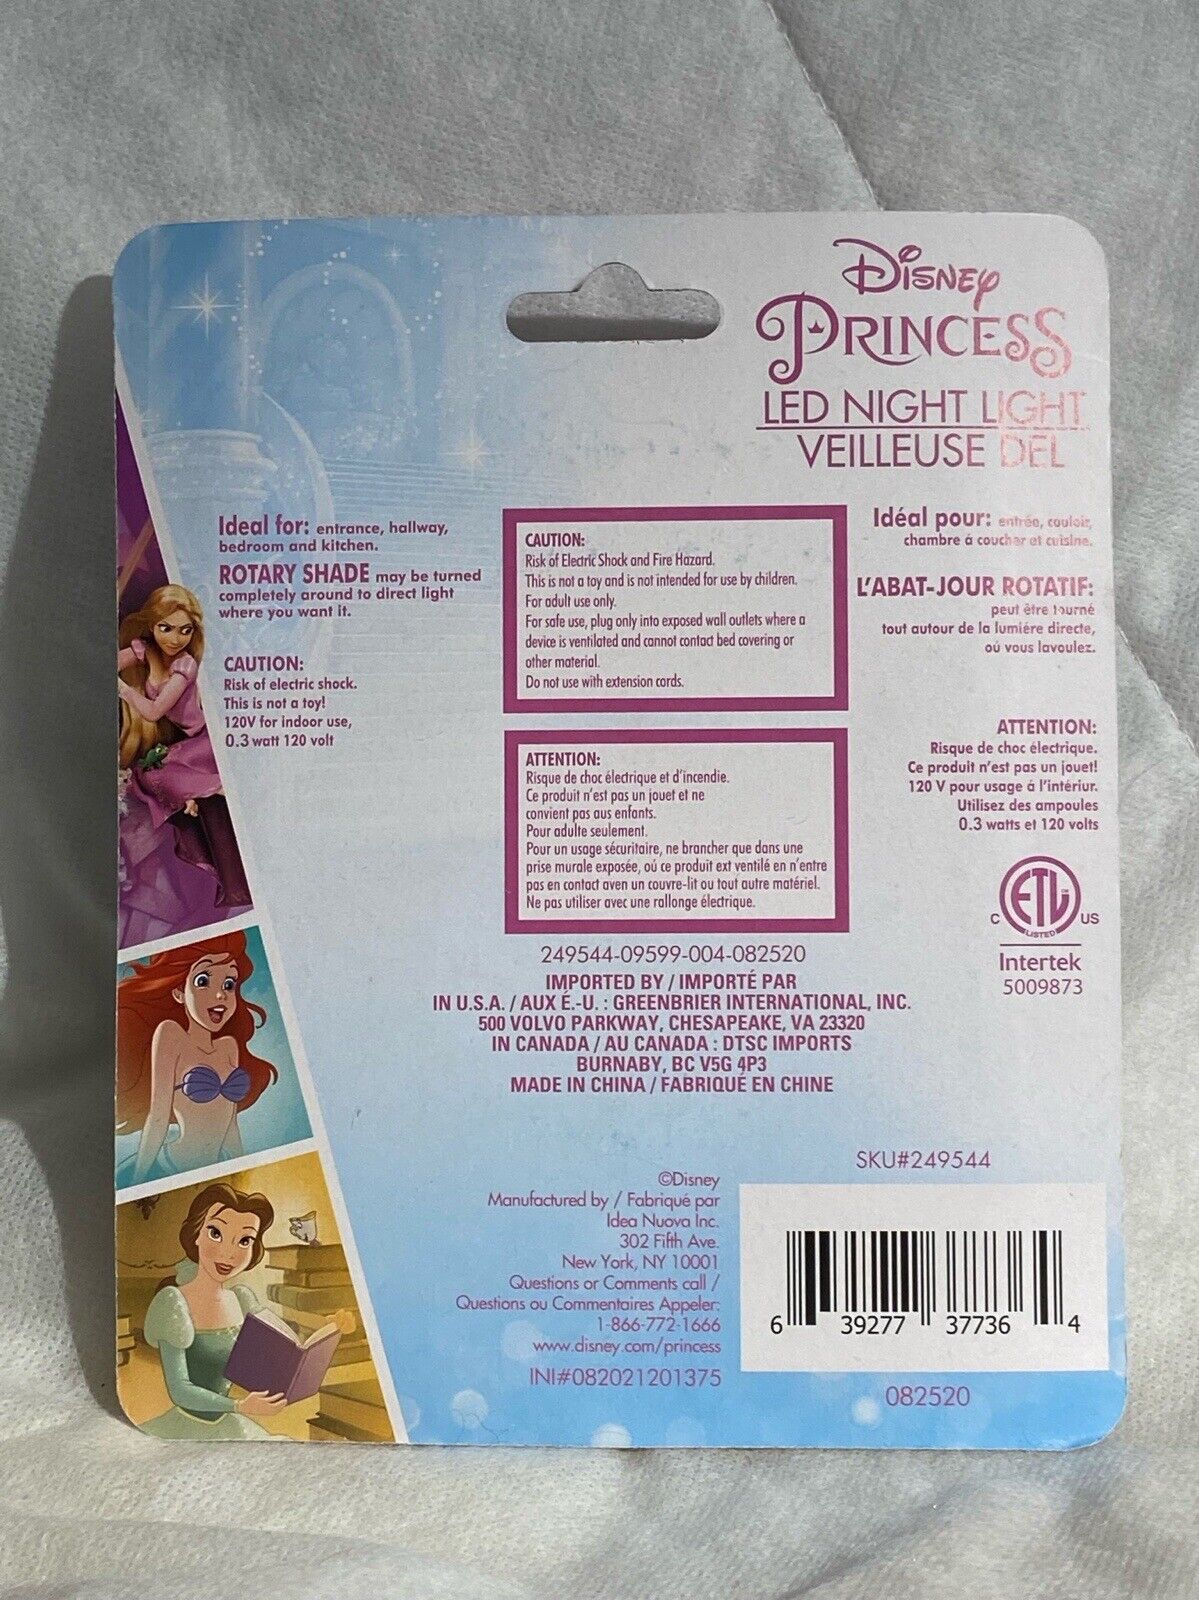 Disney
PRINCESS
LED NIGHT LIGHT
VEILLEUSE DEL
Ideal for: entrance, hallway,
bedroom and kitchen.
ROTARY SHADE may be turned
completely around to direct light
where you want it.
CAUTION:
Risk of electric shock.
This is not a toy!
120V for indoor use,
0.3 watt 120 volt
CAUTION:
Risk of Electric Shock and Fire Hazard.
This is not a toy and is not intended for use by children.
For adult use only.
For safe use, plug only into exposed wall outlets where a
device is ventilated and cannot contact bed covering or
other material.
Do not use with extension cords.
ATTENTION:
Risque de choc électrique et d'incendie.
Ce produit n'est pas un jouet et ne
convient pas aus enfants.
Pour adulte seulement.
Pour un usage sécuritaire, ne brancher que dans une
prise murale exposée, oú ce produit ext ventilé en n'entre
pas en contact aven un couvre-lit ou tout autre matériel.
Ne pas utiliser avec une rallonge électrique.
Idéal pour: entrée, couloir,
chambre á coucher et cuisine.
L'ABAT-JOUR ROTATIF:
peut être tourné
tout autour de la lumiére directe,
oú vous lavoulez.
ATTENTION:
Risque de choc électrique.
Ce produit n'est pas un jouet!
120 V pour usage á l'intériur.
Utilisez des ampoules
0.3 watts et 120 volts
C ETL US
LISTED
Intertek
5009873
249544-09599-004-082520
IMPORTED BY / IMPORTÉ PAR
IN U.S.A. / AUX É.-U. : GREENBRIER INTERNATIONAL, INC.
500 VOLVO PARKWAY, CHESAPEAKE, VA 23320
IN CANADA / AU CANADA : DTSC IMPORTS
BURNABY, BC V5G 4P3
MADE IN CHINA / FABRIQUÉ EN CHINE
©Disney
Manufactured by / Fabriqué par
Idea Nuova Inc.
302 Fifth Ave.
New York, NY 10001
Questions or Comments call /
Questions ou Commentaires Appeler:
1-866-772-1666
www.disney.com/princess
INI#082021201375
SKU#249544
6 39277 37736 4
082520